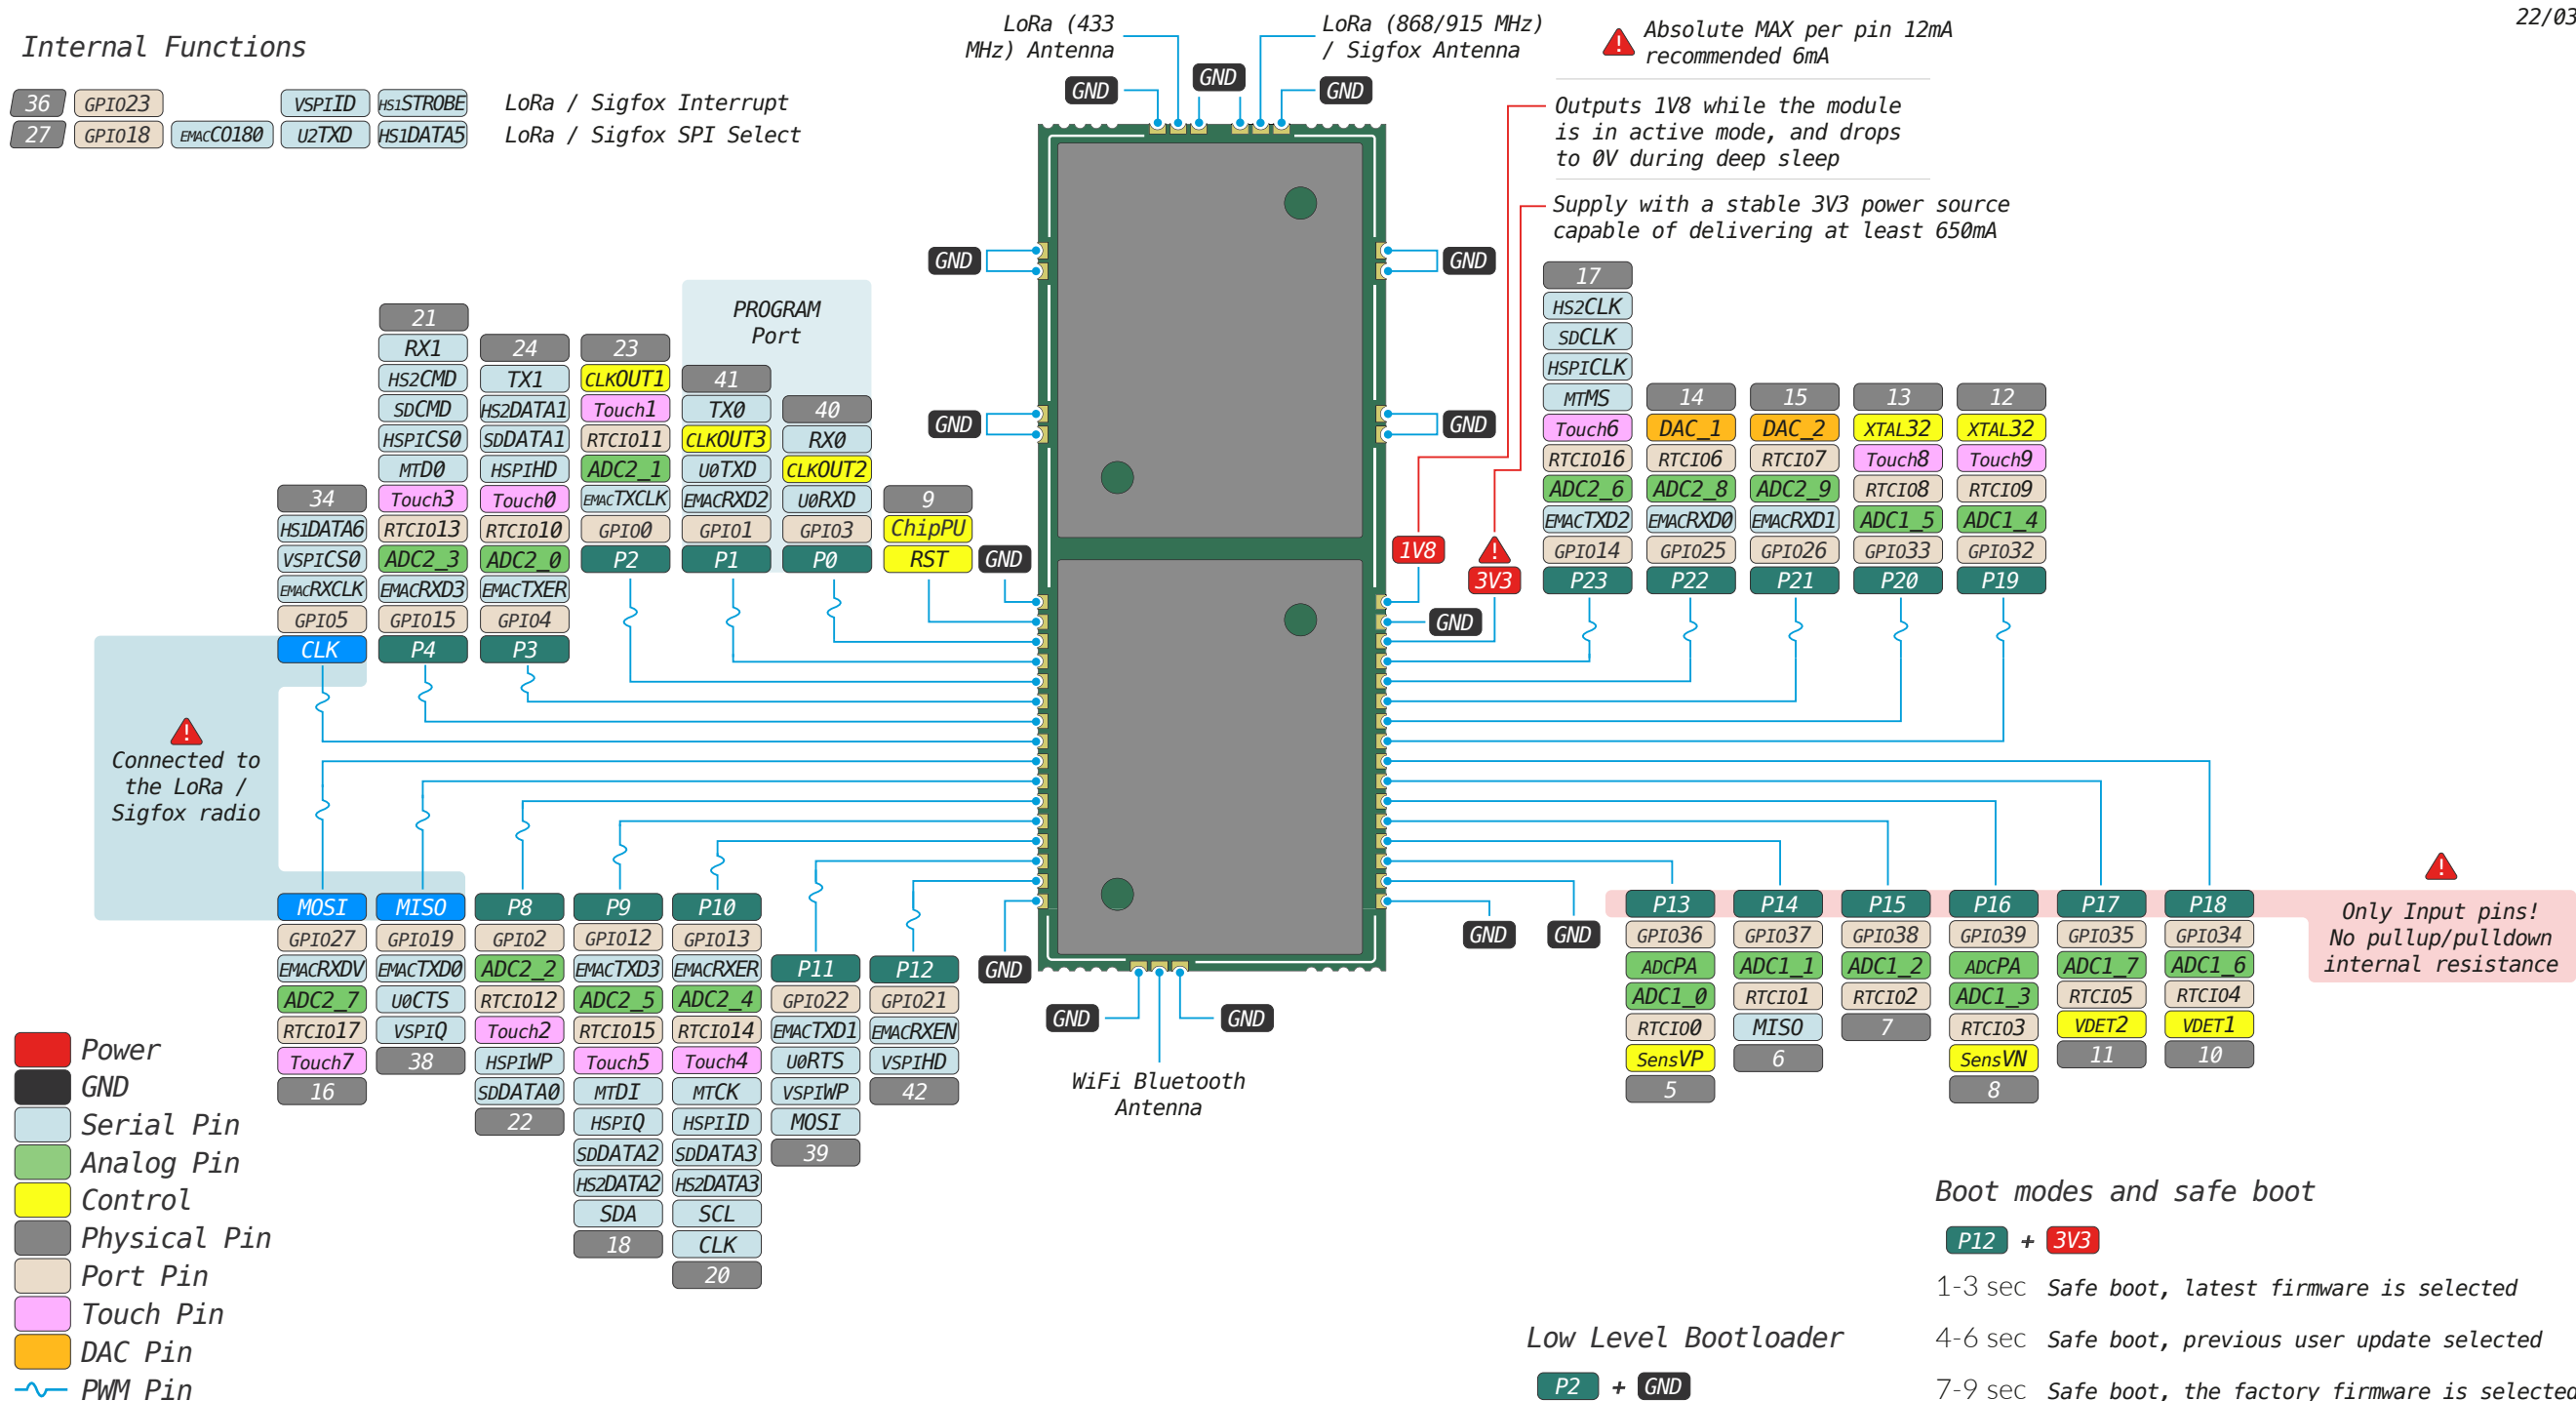 22/03
Internal Functions
36 GPIO23 VSPIID HS1STROBE LoRa / Sigfox Interrupt
27 GPIO18 EMACCO180 U2TXD HS1DATA5 LoRa / Sigfox SPI Select
LoRa (433
MHz) Antenna
LoRa (868/915 MHz)
/ Sigfox Antenna
GND
GND
GND
Absolute MAX per pin 12mA
recommended 6mA
Outputs 1V8 while the module
is in active mode, and drops
to 0V during deep sleep
Supply with a stable 3V3 power source
capable of delivering at least 650mA
GND
GND
GND
GND
PROGRAM
Port
34
HS1DATA6
VSPICS0
EMACRXCLK
GPIO5
CLK
21
RX1
HS2CMD
SDCMD
HSPICS0
MTDO
Touch3
RTCIO13
ADC2_3
EMACRXD3
GPIO15
P4
24
TX1
HS2DATA1
SDDATA1
HSPIHD
Touch0
RTCIO10
ADC2_0
EMACTXER
GPIO4
P3
23
CLKOUT1
Touch1
RTCIO11
ADC2_1
EMACTXCLK
GPIO0
P2
41
TX0
CLKOUT3
U0TXD
EMACRXD2
GPIO1
P1
40
RX0
CLKOUT2
U0RXD
GPIO3
P0
9
ChipPU
RST
GND
1V8
3V3
GND
17
HS2CLK
SDCLK
HSPICLK
MTMS
Touch6
RTCIO16
ADC2_6
EMACTXD2
GPIO14
P23
14
DAC_1
RTCIO6
ADC2_8
EMACRXD0
GPIO25
P22
15
DAC_2
RTCIO7
ADC2_9
EMACRXD1
GPIO26
P21
13
XTAL32
Touch8
RTCIO8
ADC1_5
GPIO33
P20
12
XTAL32
Touch9
RTCIO9
ADC1_4
GPIO32
P19
Connected to
the LoRa /
Sigfox radio
MOSI
GPIO27
EMACRXDV
ADC2_7
RTCIO17
Touch7
16
MISO
GPIO19
EMACTXD0
U0CTS
VSPIQ
38
P8
GPIO2
ADC2_2
RTCIO12
Touch2
HSPIWP
SDDATA0
22
P9
GPIO12
EMACTXD3
ADC2_5
RTCIO15
Touch5
MTDI
HSPIQ
SDDATA2
HS2DATA2
SDA
18
P10
GPIO13
EMACRXER
ADC2_4
RTCIO14
Touch4
MTCK
HSPIID
SDDATA3
HS2DATA3
SCL
CLK
20
P11
GPIO22
EMACTXD1
U0RTS
VSPIWP
MOSI
39
P12
GPIO21
EMACRXEN
VSPIHD
42
GND
GND
GND
WiFi Bluetooth
Antenna
GND
GND
P13
GPIO36
ADCPA
ADC1_0
RTCIO0
SensVP
5
P14
GPIO37
ADC1_1
RTCIO1
MISO
6
P15
GPIO38
ADC1_2
RTCIO2
7
P16
GPIO39
ADCPA
ADC1_3
RTCIO3
SensVN
8
P17
GPIO35
ADC1_7
RTCIO5
VDET2
11
P18
GPIO34
ADC1_6
RTCIO4
VDET1
10
Only Input pins!
No pullup/pulldown
internal resistance
Power
GND
Serial Pin
Analog Pin
Control
Physical Pin
Port Pin
Touch Pin
DAC Pin
PWM Pin
Low Level Bootloader
P2 + GND
Boot modes and safe boot
P12 + 3V3
1-3 sec Safe boot, latest firmware is selected
4-6 sec Safe boot, previous user update selected
7-9 sec Safe boot, the factory firmware is selected